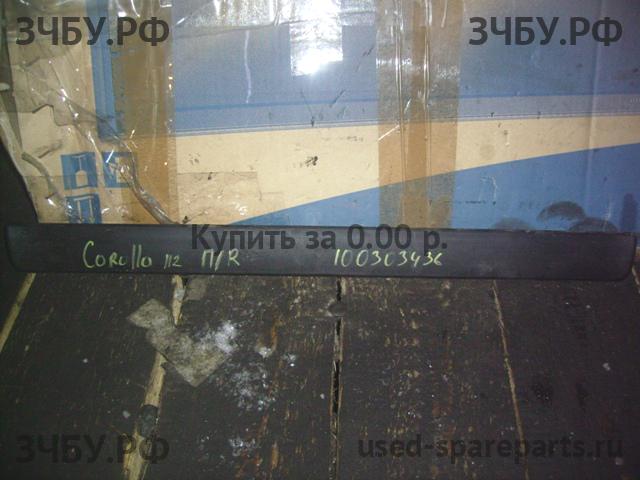 ЗЧБУ.РФ ЗЧБУ.РФ
Купить за 0.00 р.
Corollo 112 П/R 100303436
ЗЧБУ.РФ used-spareparts.ru